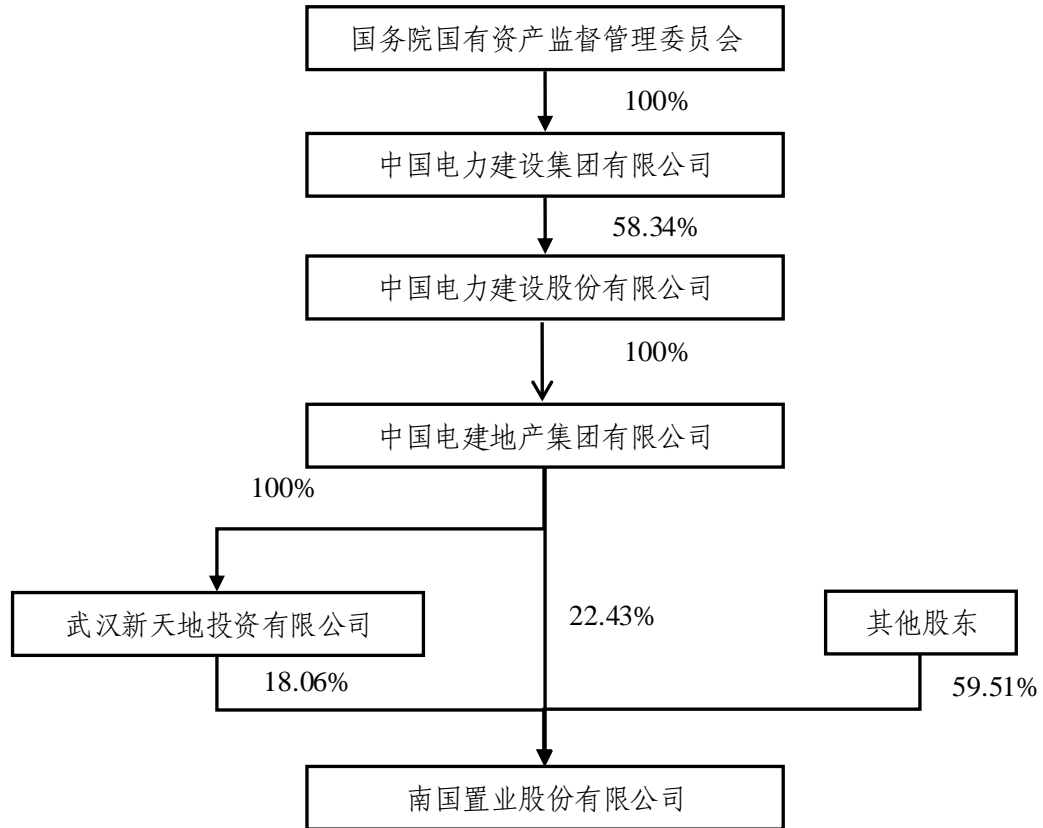 国务院国有资产监督管理委员会
100%
中国电力建设集团有限公司
58.34%
中国电力建设股份有限公司
100%
中国电建地产集团有限公司
100%
武汉新天地投资有限公司
22.43%
其他股东
18.06%
59.51%
南国置业股份有限公司